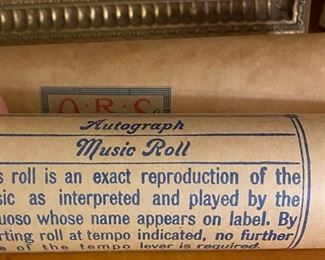 Q·R·S
Autograph
Music Roll
s roll is an exact reproduction of the
sic as interpreted and played by the
uoso whose name appears on label. By
rting roll at tempo indicated, no further
of the tempo lever is required.